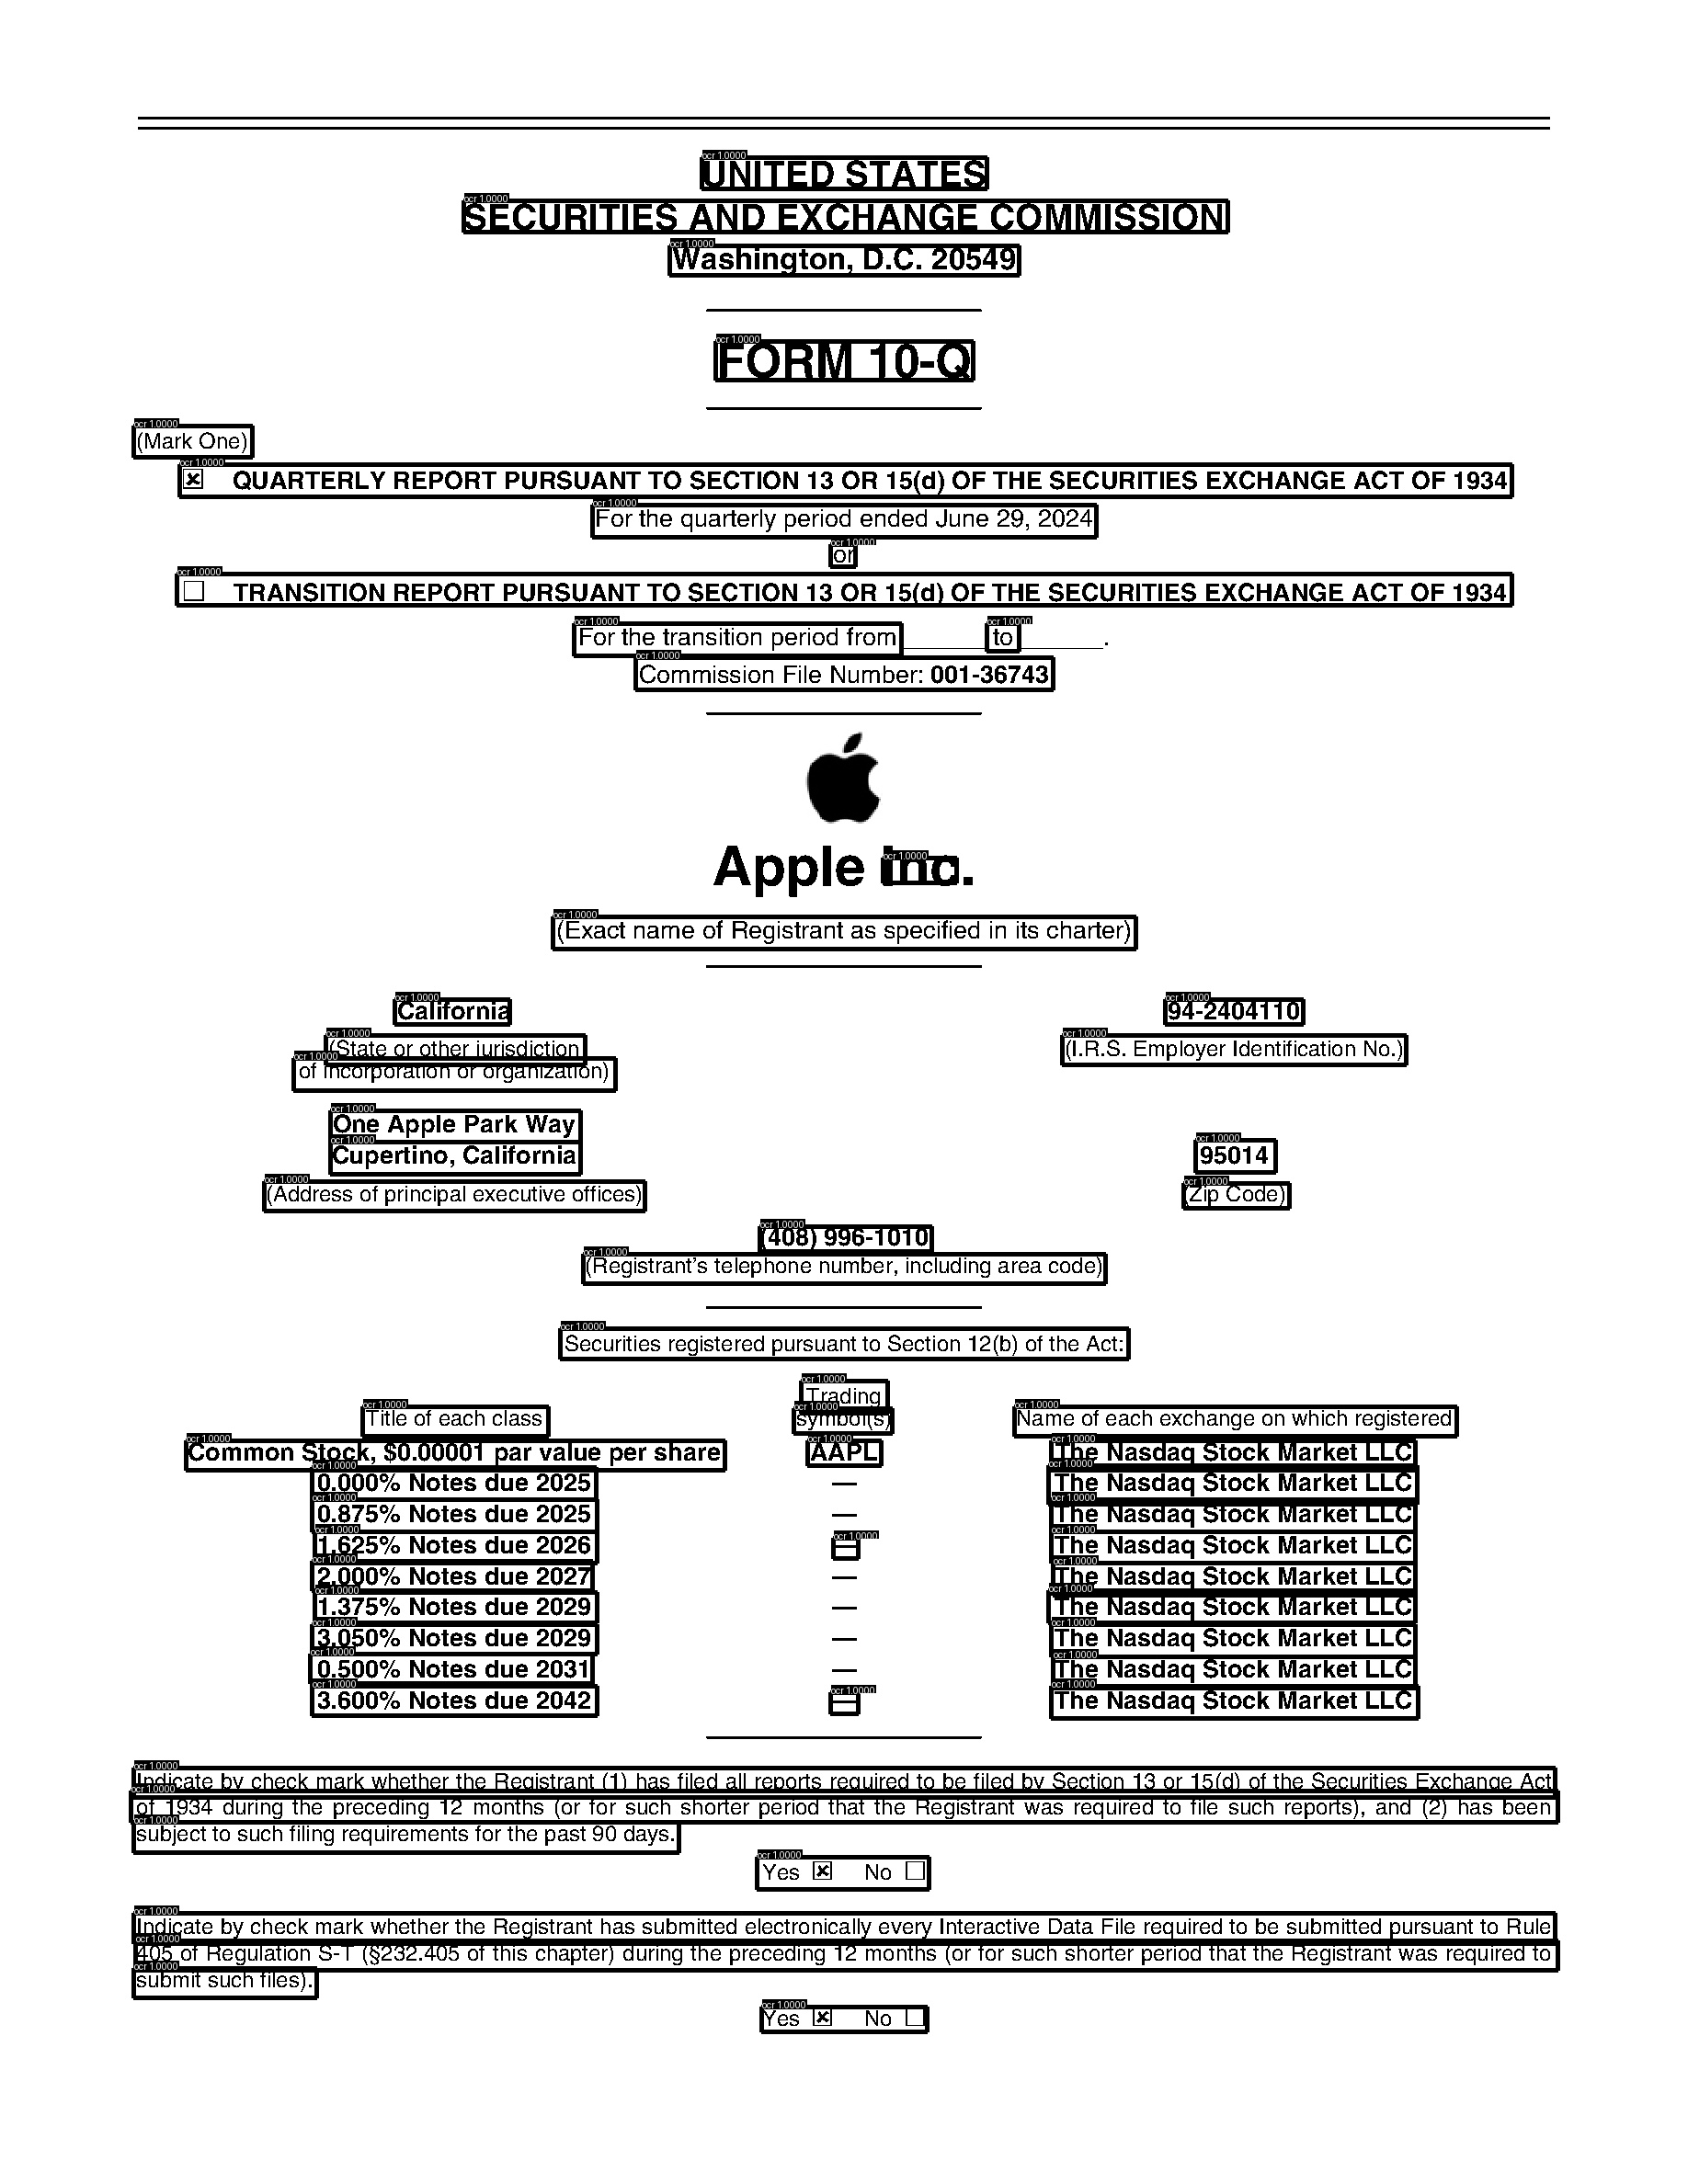 UNITED STATES
SECURITIES AND EXCHANGE COMMISSION
Washington, D.C. 20549
FORM 10-Q
(Mark One)
☒ QUARTERLY REPORT PURSUANT TO SECTION 13 OR 15(d) OF THE SECURITIES EXCHANGE ACT OF 1934
For the quarterly period ended June 29, 2024
or
☐ TRANSITION REPORT PURSUANT TO SECTION 13 OR 15(d) OF THE SECURITIES EXCHANGE ACT OF 1934
For the transition period from to .
Commission File Number: 001-36743
Apple Inc.
(Exact name of Registrant as specified in its charter)
California 94-2404110
(State or other jurisdiction (I.R.S. Employer Identification No.)
of incorporation or organization)
One Apple Park Way
Cupertino, California 95014
(Address of principal executive offices) (Zip Code)
(408) 996-1010
(Registrant's telephone number, including area code)
Securities registered pursuant to Section 12(b) of the Act:
Trading
Title of each class symbol(s) Name of each exchange on which registered
Common Stock, $0.00001 par value per share AAPL The Nasdaq Stock Market LLC
0.000% Notes due 2025 — The Nasdaq Stock Market LLC
0.875% Notes due 2025 — The Nasdaq Stock Market LLC
1.625% Notes due 2026 — The Nasdaq Stock Market LLC
2.000% Notes due 2027 — The Nasdaq Stock Market LLC
1.375% Notes due 2029 — The Nasdaq Stock Market LLC
3.050% Notes due 2029 — The Nasdaq Stock Market LLC
0.500% Notes due 2031 — The Nasdaq Stock Market LLC
3.600% Notes due 2042 — The Nasdaq Stock Market LLC
Indicate by check mark whether the Registrant (1) has filed all reports required to be filed by Section 13 or 15(d) of the Securities Exchange Act
of 1934 during the preceding 12 months (or for such shorter period that the Registrant was required to file such reports), and (2) has been
subject to such filing requirements for the past 90 days.
Yes ☒ No ☐
Indicate by check mark whether the Registrant has submitted electronically every Interactive Data File required to be submitted pursuant to Rule
405 of Regulation S-T (§232.405 of this chapter) during the preceding 12 months (or for such shorter period that the Registrant was required to
submit such files).
Yes ☒ No ☐